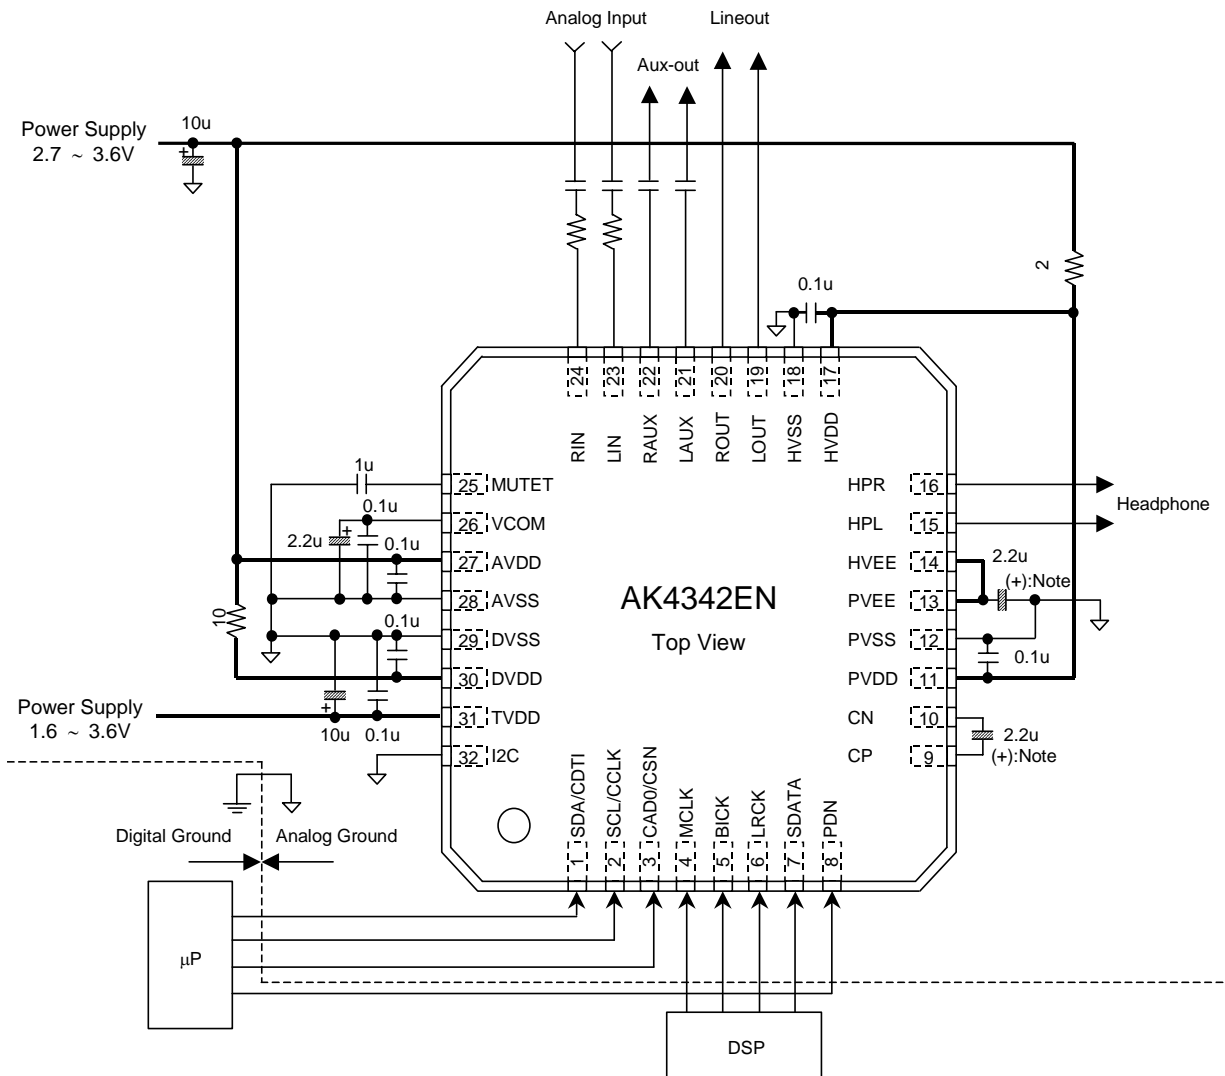 Analog Input
Lineout
Aux-out
Power Supply
2.7 ~ 3.6V
10u
+
2
0.1u
24
23
22
21
20
19
18
17
RIN
LIN
RAUX
LAUX
ROUT
LOUT
HVSS
HVDD
1u
25 MUTET
0.1u
26 VCOM
2.2u
+
0.1u
27 AVDD
28 AVSS
10
0.1u
29 DVSS
30 DVDD
Power Supply
1.6 ~ 3.6V
+
10u
0.1u
31 TVDD
32 I2C
AK4342EN
Top View
HPR 16
HPL 15
Headphone
HVEE 14
2.2u
(+):Note
PVEE 13
PVSS 12
0.1u
PVDD 11
CN 10
2.2u
(+):Note
CP 9
SDA/CDTI
SCL/CCLK
CAD0/CSN
MCLK
BICK
LRCK
SDATA
PDN
1
2
3
4
5
6
7
8
Digital Ground
Analog Ground
μP
DSP